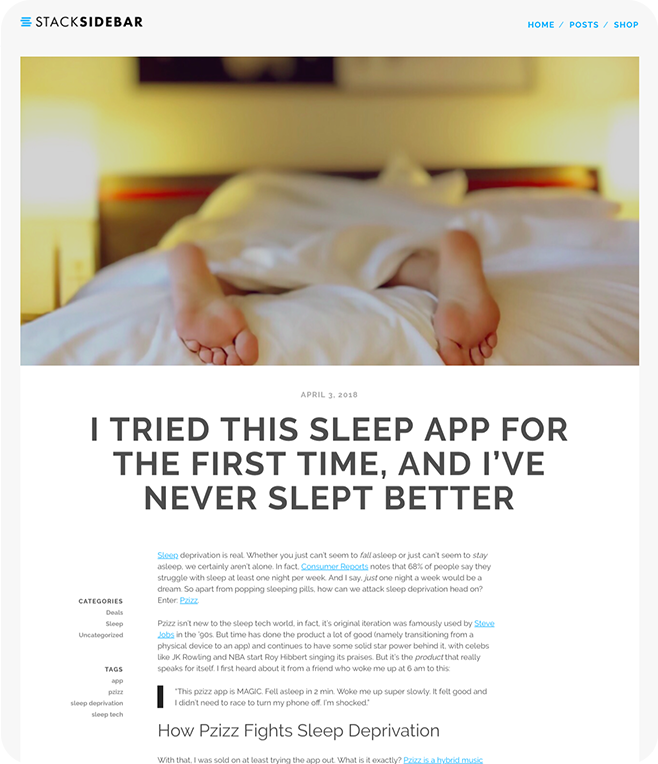 STACKSIDEBAR
HOME / POSTS / SHOP
APRIL 3, 2018
I TRIED THIS SLEEP APP FOR
THE FIRST TIME, AND I’VE
NEVER SLEPT BETTER
Sleep deprivation is real. Whether you just can't seem to fall asleep or just can't seem to stay
asleep, we certainly aren't alone. In fact, Consumer Reports notes that 68% of people say they
struggle with sleep at least one night per week. And I say, just one night a week would be a
dream. So apart from popping sleeping pills, how can we attack sleep deprivation head on?
Enter: Pzizz.
CATEGORIES
Deals
Sleep
Uncategorized
TAGS
app
pzizz
sleep deprivation
sleep tech
Pzizz isn't new to the sleep tech world, in fact, it's original iteration was famously used by Steve
Jobs in the '90s. But time has done the product a lot of good (namely transitioning from a
physical device to an app) and continues to have some solid star power behind it, with celebs
like JK Rowling and NBA start Roy Hibbert singing its praises. But it's the product that really
speaks for itself. I first heard about it from a friend who woke me up at 6 am to this:
“This pzizz app is MAGIC. Fell asleep in 2 min. Woke me up super slowly. It felt good and
I didn't need to race to turn my phone off. I'm shocked.”
How Pzizz Fights Sleep Deprivation
With that, I was sold on at least trying the app out. What is it exactly? Pzizz is a hybrid music